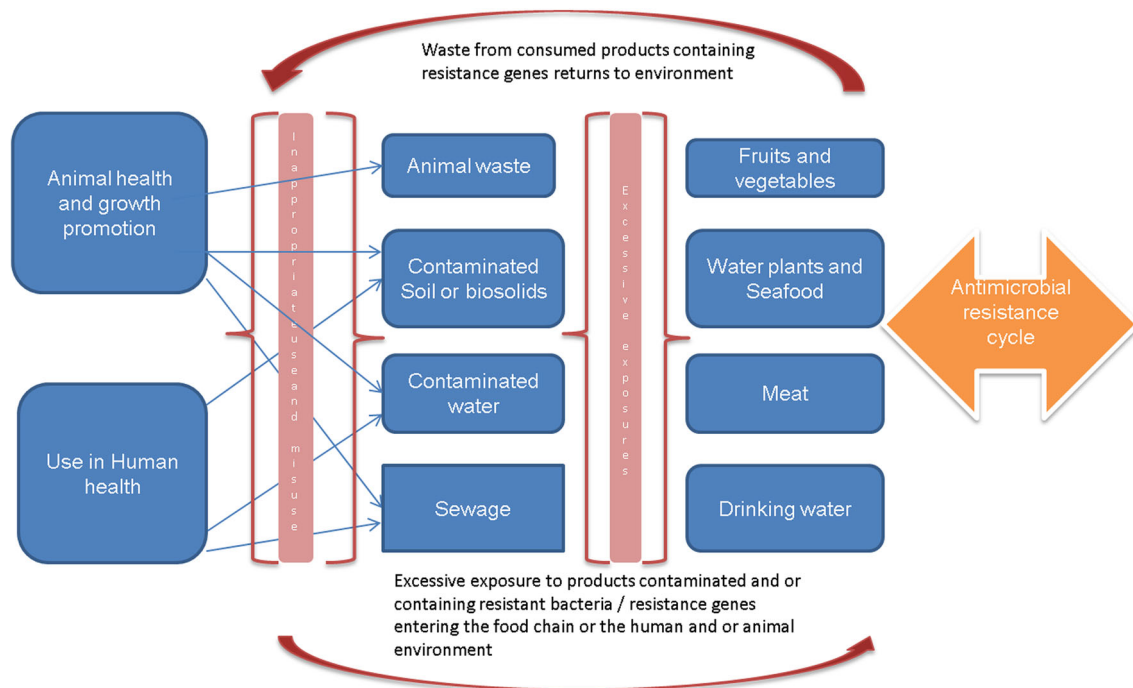 Waste from consumed products containing
resistance genes returns to environment
Animal health
and growth
promotion
Use in Human
health
Inappropriate use and misuse
Animal waste
Contaminated
Soil or biosolids
Contaminated
water
Sewage
Excessive exposures
Fruits and
vegetables
Water plants and
Seafood
Meat
Drinking water
Antimicrobial
resistance
cycle
Excessive exposure to products contaminated and or
containing resistant bacteria / resistance genes
entering the food chain or the human and or animal
environment